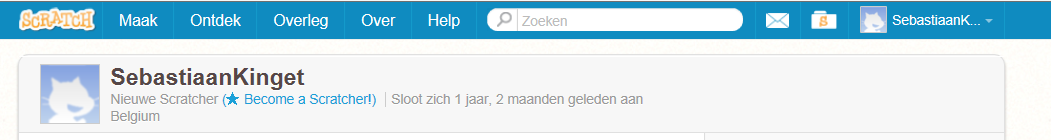 SCRATCH Maak Ontdek Overleg Over Help Zoeken S SebastiaanK...
SebastiaanKinget
Nieuwe Scratcher (★ Become a Scratcher!) | Sloot zich 1 jaar, 2 maanden geleden aan
Belgium